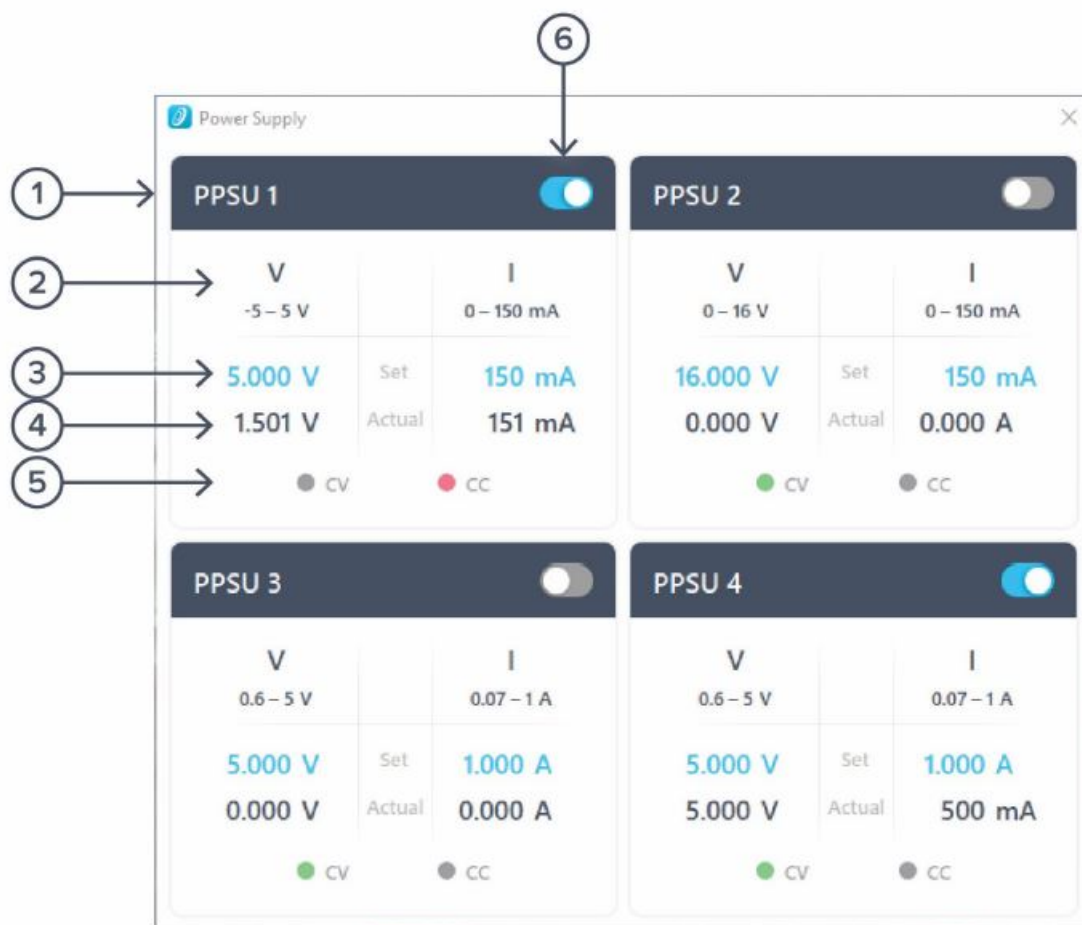 6
Power Supply
1
PPSU 1
PPSU 2
2
V I
V I
-5 – 5 V 0 – 150 mA
0 – 16 V 0 – 150 mA
3
5.000 V Set 150 mA
16.000 V Set 150 mA
4
1.501 V Actual 151 mA
0.000 V Actual 0.000 A
5
CV CC
CV CC
PPSU 3
PPSU 4
V I
V I
0.6 – 5 V 0.07 – 1 A
0.6 – 5 V 0.07 – 1 A
5.000 V Set 1.000 A
5.000 V Set 1.000 A
0.000 V Actual 0.000 A
5.000 V Actual 500 mA
CV CC
CV CC